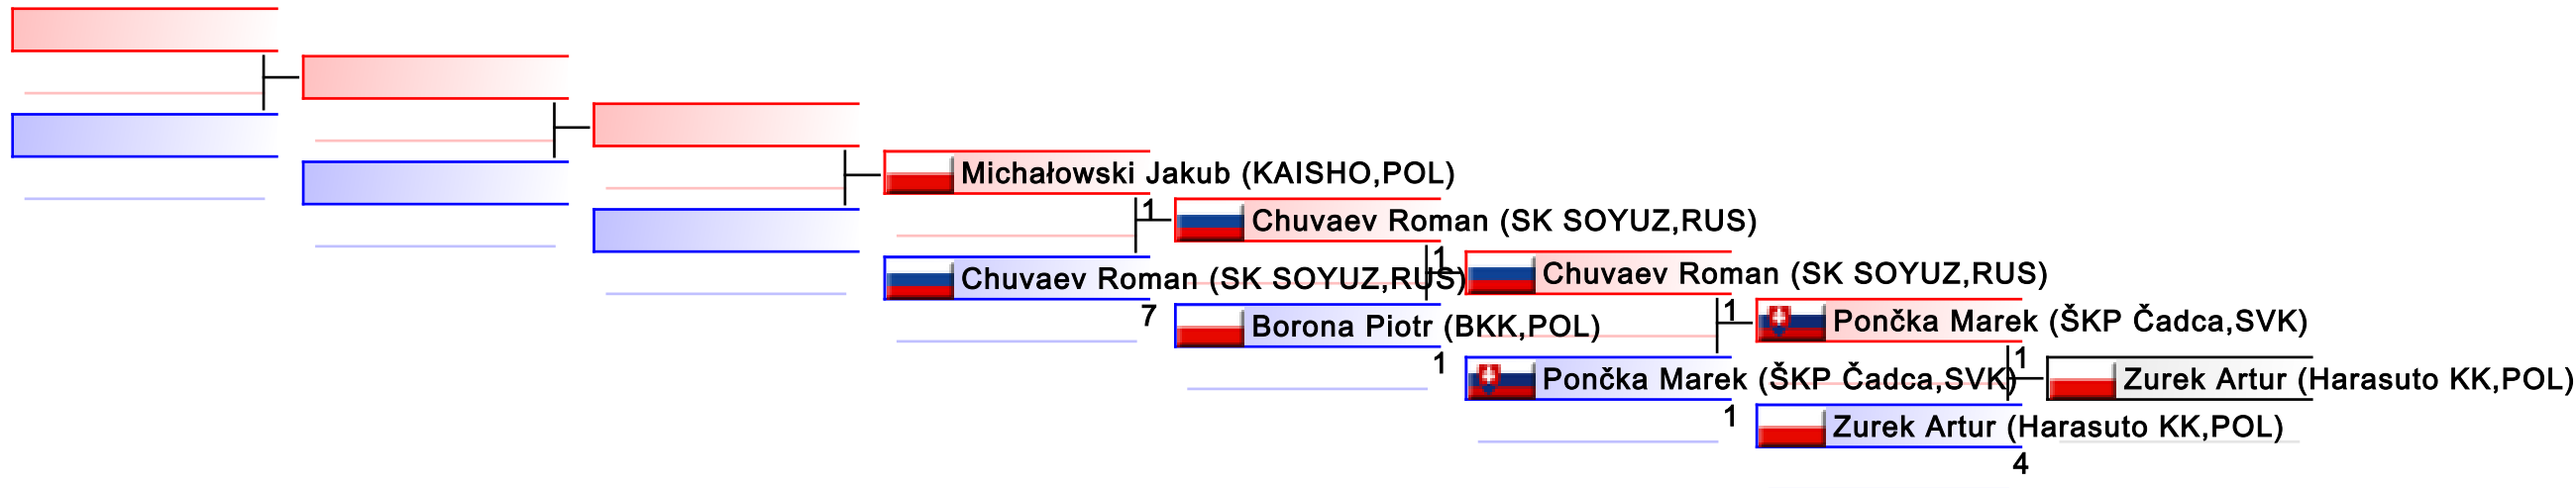 Michałowski Jakub (KAISHO,POL)
1
Chuvaev Roman (SK SOYUZ,RUS)
Chuvaev Roman (SK SOYUZ,RUS)
7
1
Chuvaev Roman (SK SOYUZ,RUS)
Borona Piotr (BKK,POL)
1
1
Pončka Marek (ŠKP Čadca,SVK)
Pončka Marek (ŠKP Čadca,SVK)
1
1
Zurek Artur (Harasuto KK,POL)
Zurek Artur (Harasuto KK,POL)
4